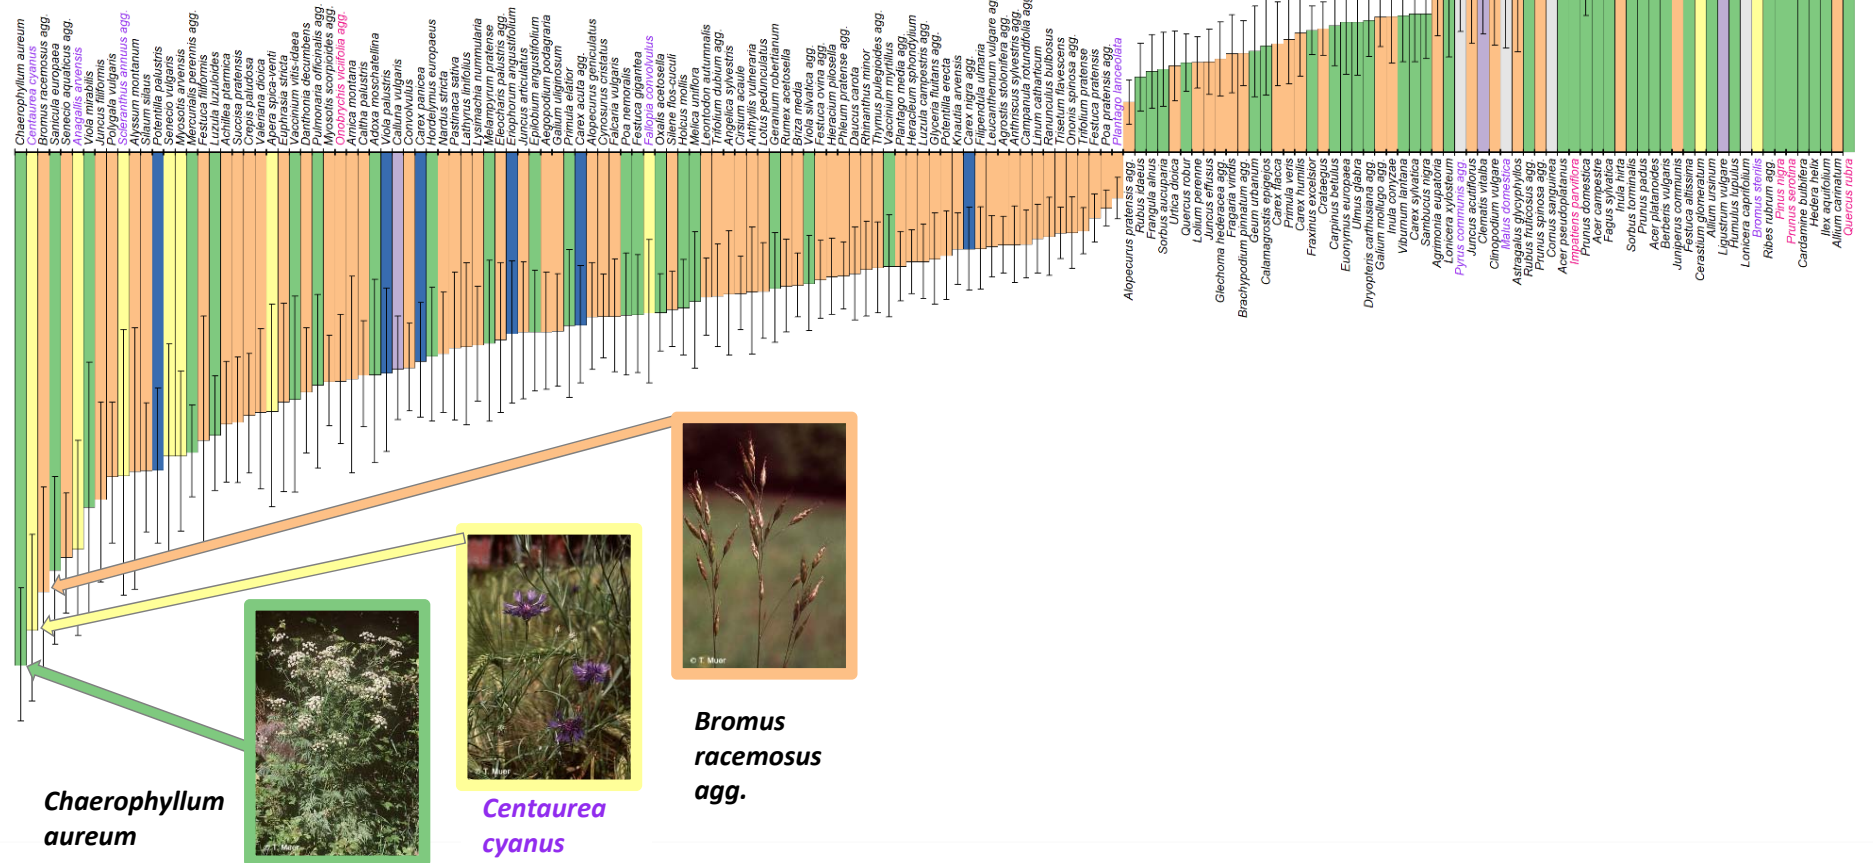 Chaerophyllum aureum
Centaurea cyanus
Bromus racemosus agg.
Sanicula europaea
Senecio aquaticus agg.
Anagallis arvensis
Viola mirabilis
Juncus filiformis
Polygala vulgaris
Scleranthus annuus agg.
Alyssum montanum
Silaum silaus
Potentilla palustris
Senecio vulgaris
Myosotis arvensis
Mercurialis perennis agg.
Festuca filiformis
Luzula luzuloides
Achillea ptarmica
Succisa pratensis
Crepis paludosa
Valeriana dioica
Apera spica-venti
Euphrasia stricta
Vaccinium vitis-idaea
Danthonia decumbens
Pulmonaria officinalis agg.
Myosotis scorpioides agg.
Onobrychis viciifolia agg.
Arnica montana
Caltha palustris
Adoxa moschatellina
Viola palustris
Calluna vulgaris
Convolvulus
Carex panicea
Hordelymus europaeus
Nardus stricta
Pastinaca sativa
Lathyrus linifolius
Lysimachia nummularia
Melampyrum pratense
Eleocharis palustris agg.
Eriophorum angustifolium
Juncus articulatus
Epilobium angustifolium
Aegopodium podagraria
Galium uliginosum
Primula elatior
Carex acuta agg.
Alopecurus geniculatus
Cynosurus cristatus
Falcaria vulgaris
Poa nemoralis
Festuca gigantea
Fallopia convolvulus
Oxalis acetosella
Silene flos-cuculi
Holcus mollis
Melica uniflora
Leontodon autumnalis
Trifolium dubium agg.
Angelica sylvestris
Cirsium acaule
Anthyllis vulneraria
Lotus pedunculatus
Geranium robertianum
Rumex acetosella
Briza media
Viola silvatica agg.
Festuca ovina agg.
Hieracium pilosella
Phleum pratense agg.
Daucus carota
Rhinanthus minor
Thymus pulegioides agg.
Vaccinium myrtillus
Plantago media agg.
Heracleum sphondylium
Luzula campestris agg.
Glyceria fluitans agg.
Potentilla erecta
Knautia arvensis
Carex nigra agg.
Filipendula ulmaria
Leucanthemum vulgare ag
Agrostis stolonifera agg.
Anthriscus sylvestris agg.
Campanula rotundifolia agg
Linum catharticum
Ranunculus bulbosus
Trisetum flavescens
Ononis spinosa agg.
Trifolium pratense
Festuca pratensis
Poa pratensis agg.
Plantago lanceolata
Alopecurus pratensis agg.
Rubus idaeus
Frangula alnus
Sorbus aucuparia
Urtica dioica
Quercus robur
Lolium perenne
Juncus effusus
Glechoma hederacea agg.
Fragaria viridis
Brachypodium pinnatum agg.
Geum urbanum
Calamagrostis epigejos
Carex flacca
Primula veris
Carex humilis
Fraxinus excelsior
Crataegus
Carpinus betulus
Euonymus europaea
Ulmus glabra
Dryopteris carthusiana agg.
Galium mollugo agg.
Inula conyzae
Viburnum lantana
Carex sylvatica
Sambucus nigra
Agrimonia eupatoria
Lonicera xylosteum
Pyrus communis agg.
Juncus acutiflorus
Clematis vitalba
Clinopodium vulgare
Malus domestica
Astragalus glycyphyllos
Rubus fruticosus agg.
Prunus spinosa agg.
Cornus sanguinea
Acer pseudoplatanus
Impatiens parviflora
Prunus domestica
Acer campestre
Fagus sylvatica
Inula hirta
Sorbus torminalis
Prunus padus
Acer platanoides
Berberis vulgaris
Juniperus communis
Festuca altissima
Cerastium glomeratum
Allium ursinum
Ligustrum vulgare
Humulus lupulus
Lonicera caprifolium
Bromus sterilis
Ribes rubrum agg.
Pinus nigra
Prunus serotina
Cardamine bulbifera
Hedera helix
Ilex aquifolium
Allium carinatum
Quercus rubra
© T. Muer
Bromus
racemosus
agg.
© T. Muer
Centaurea
cyanus
© T. Muer
Chaerophyllum
aureum